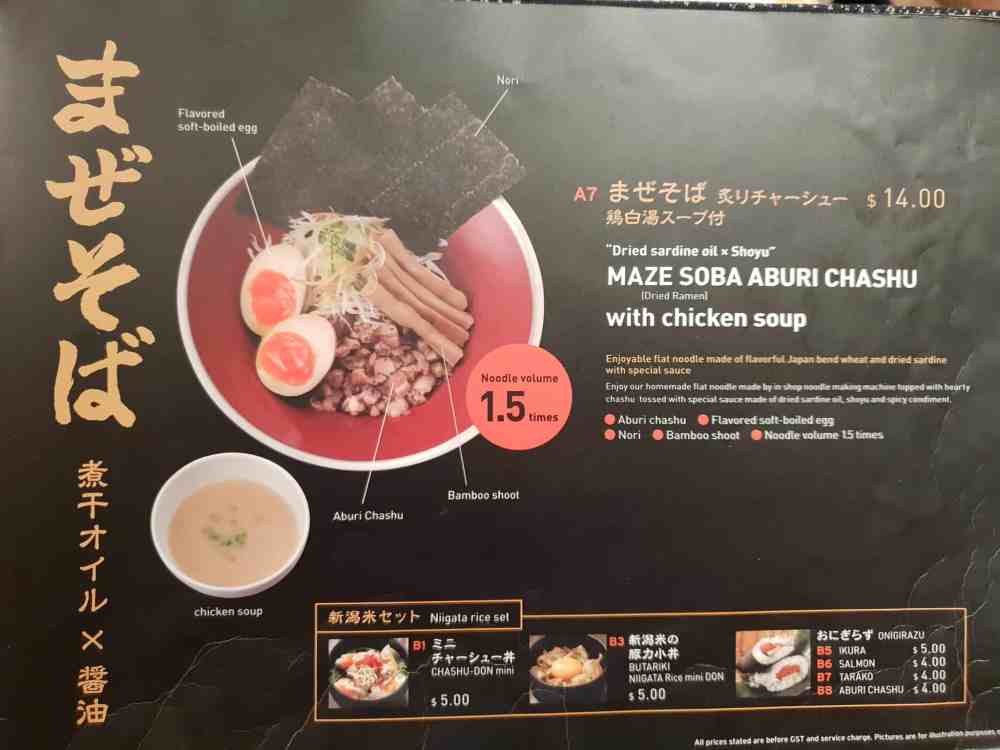 まぜそば
煮干オイル×醤油
Flavored
soft-boiled egg
Nori
Noodle volume
1.5 times
Bamboo shoot
Aburi Chashu
chicken soup
A7 まぜそば 炙りチャーシュー $ 14.00
鶏白湯スープ付
"Dried sardine oil × Shoyu"
MAZE SOBA ABURI CHASHU
(Dried Ramen)
with chicken soup
Enjoyable flat noodle made of flavorful Japan bend wheat and dried sardine
with special sauce
Enjoy our homemade flat noodle made by in-shop noodle making machine topped with hearty
chashu tossed with special sauce made of dried sardine oil, shoyu and spicy condiment.
Aburi chashu Flavored soft-boiled egg
Nori Bamboo shoot Noodle volume 1.5 times
新潟米セット Niigata rice set
B1 ミニ
チャーシュー丼
CHASHU-DON mini
$ 5.00
B3 新潟米の
豚力小丼
BUTARIKI
NIIGATA Rice mini DON
$ 5.00
おにぎらず ONIGIRAZU
B5 IKURA $ 5.00
B6 SALMON $ 4.00
B7 TARAKO $ 4.00
B8 ABURI CHASHU $ 4.00
All prices stated are before GST and service charge. Pictures are for illustration purposes